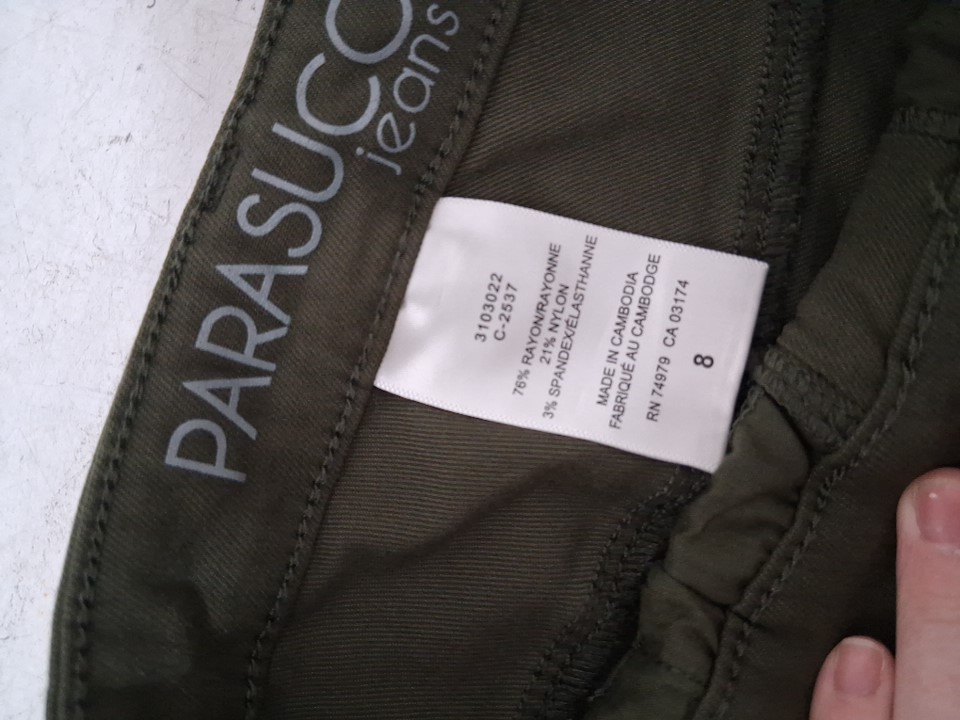 PARASUCO
jeans
3103022
C-2537
76% RAYON/RAYONNE
21% NYLON
3% SPANDEX/ÉLASTHANNE
MADE IN CAMBODIA
FABRIQUÉ AU CAMBODGE
RN 74979 CA 03174
8